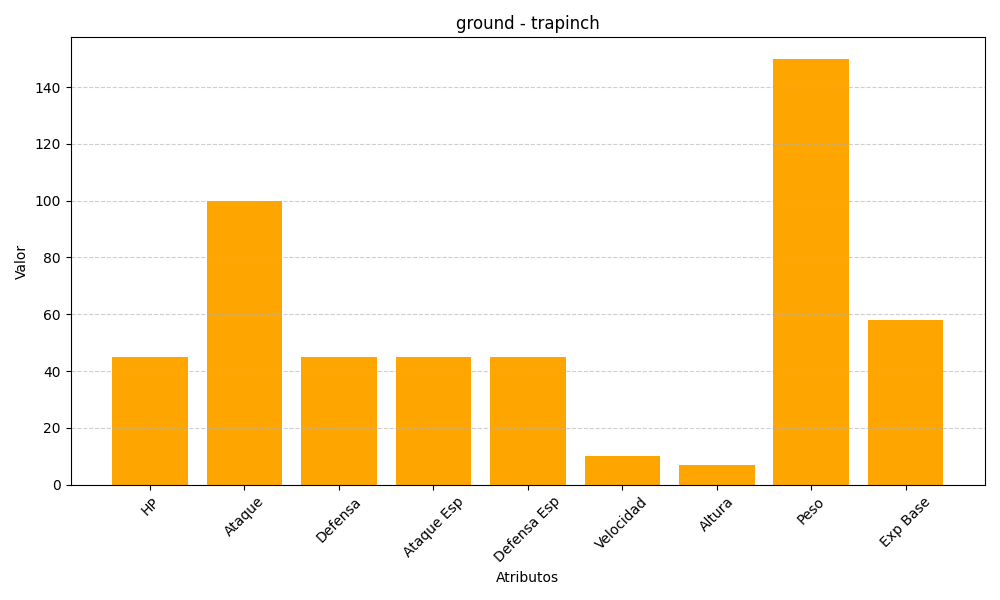 ground - trapinch
Valor
140
120
100
80
60
40
20
0
HP
Ataque
Defensa
Ataque Esp
Defensa Esp
Velocidad
Altura
Peso
Exp Base
Atributos